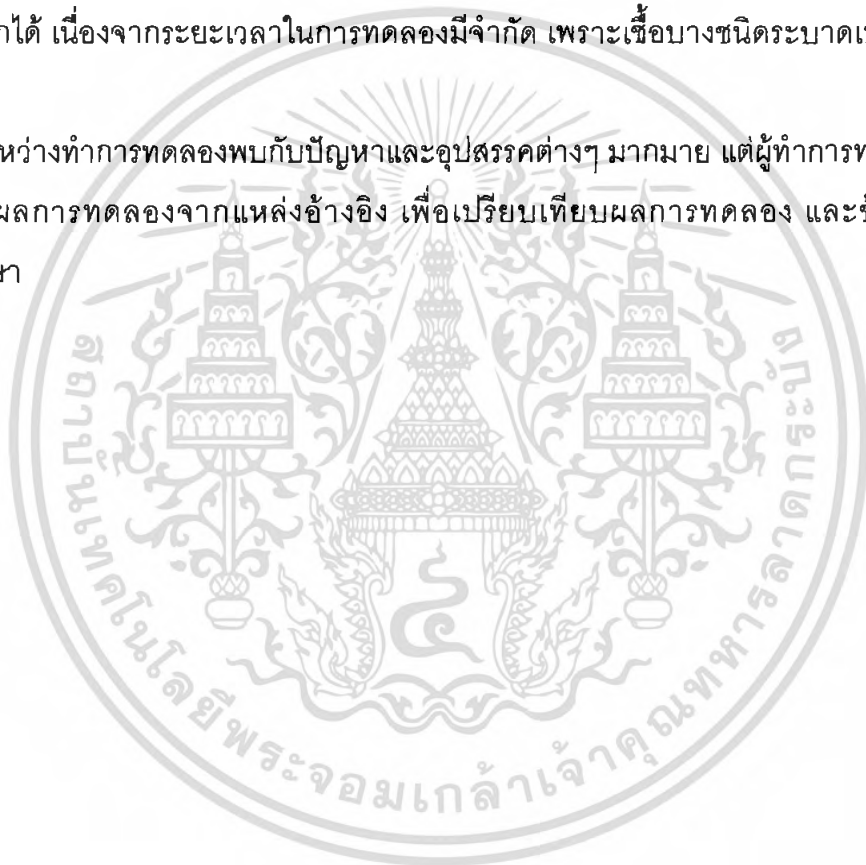 าได้ เนื่องจากระยะเวลาในการทดลองมีจำกัด เพราะเชื้อบางชนิดระบาดเ
หว่างทำการทดลองพบกับปัญหาและอุปสรรคต่างๆ มากมาย แต่ผู้ทำการท
ผลการทดลองจากแหล่งอ้างอิง เพื่อเปรียบเทียบผลการทดลอง และข
ษา
สถาบันเทคโนโลยีพระจอมเกล้าเจ้าคุณทหารลาดกระบัง
๔